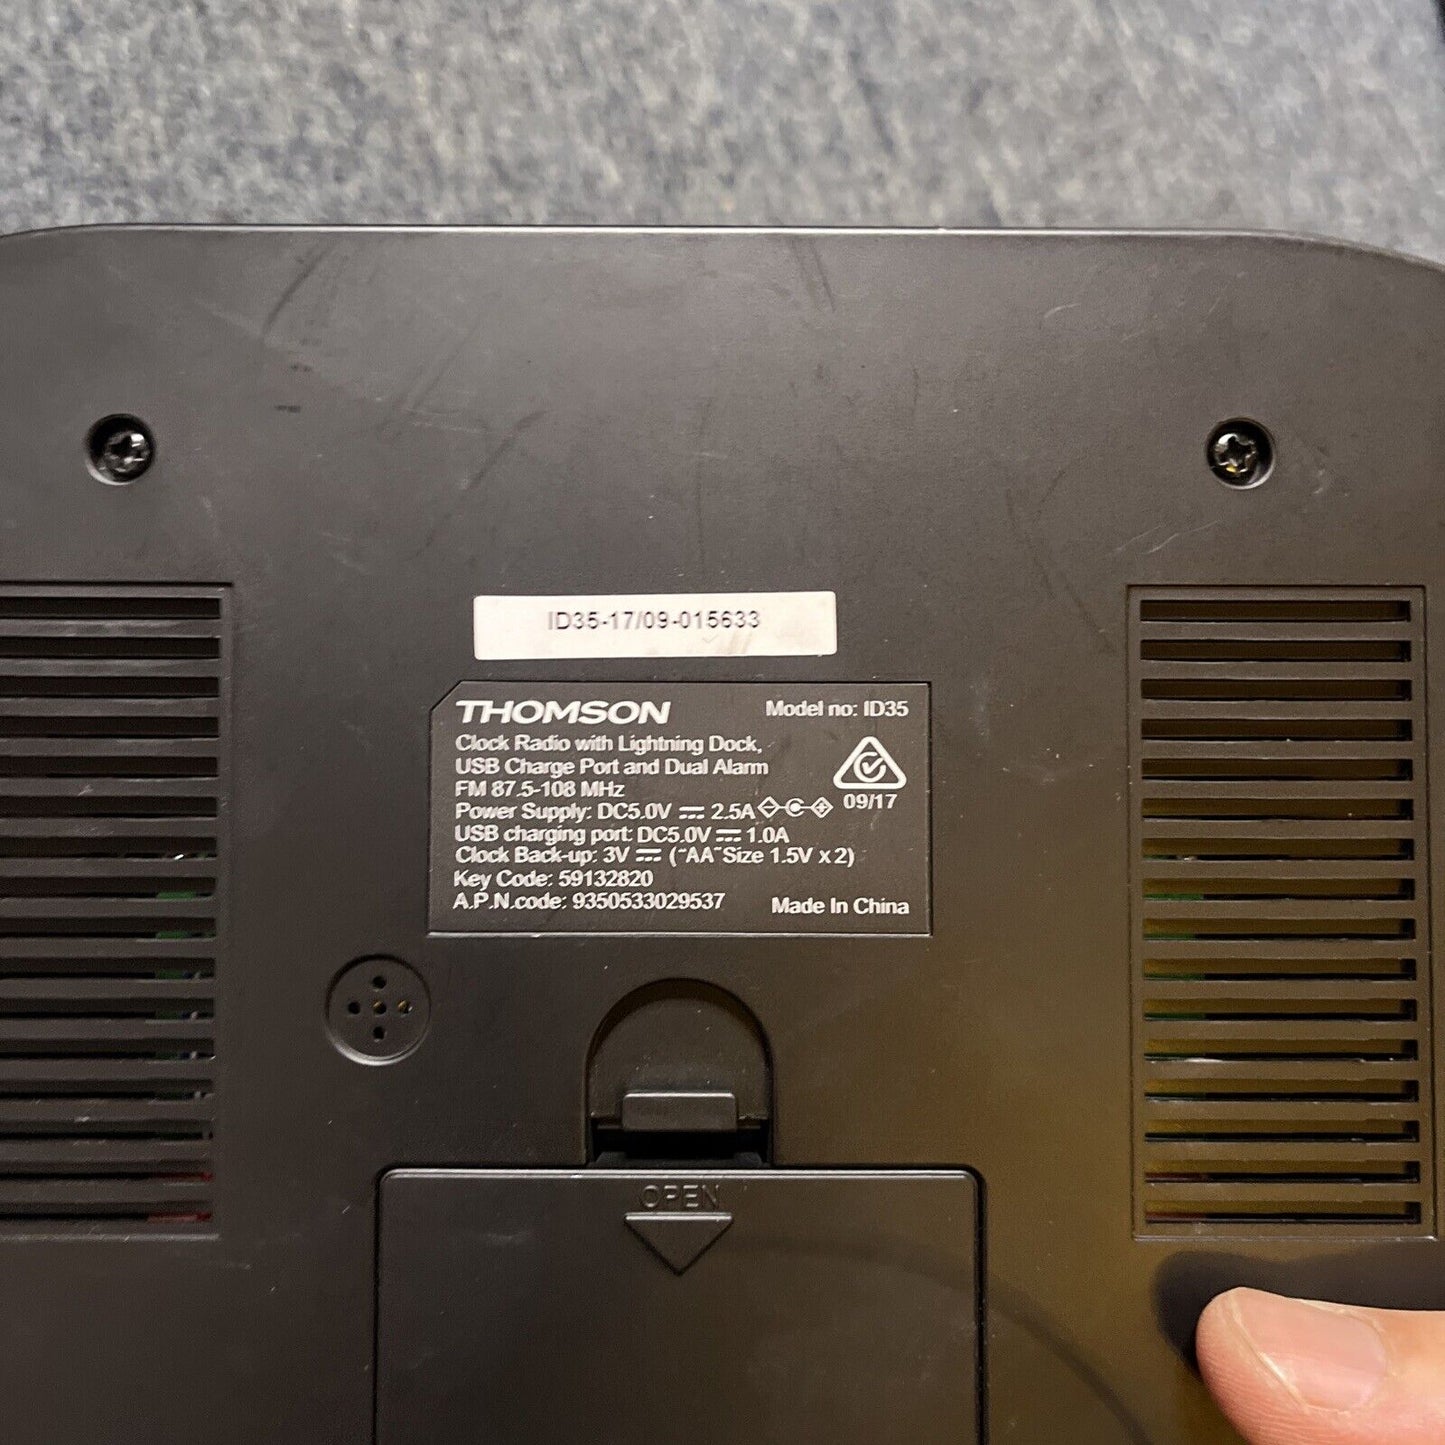 ID35-17/09-015633
THOMSON Model no: ID35
Clock Radio with Lightning Dock,
USB Charge Port and Dual Alarm
FM 87.5-108 MHz
Power Supply: DC5.0V ⎓ 2.5A
09/17
USB charging port: DC5.0V ⎓ 1.0A
Clock Back-up: 3V ⎓ ("AA" Size 1.5V x 2)
Key Code: 59132820
A.P.N.code: 9350533029537 Made In China
OPEN